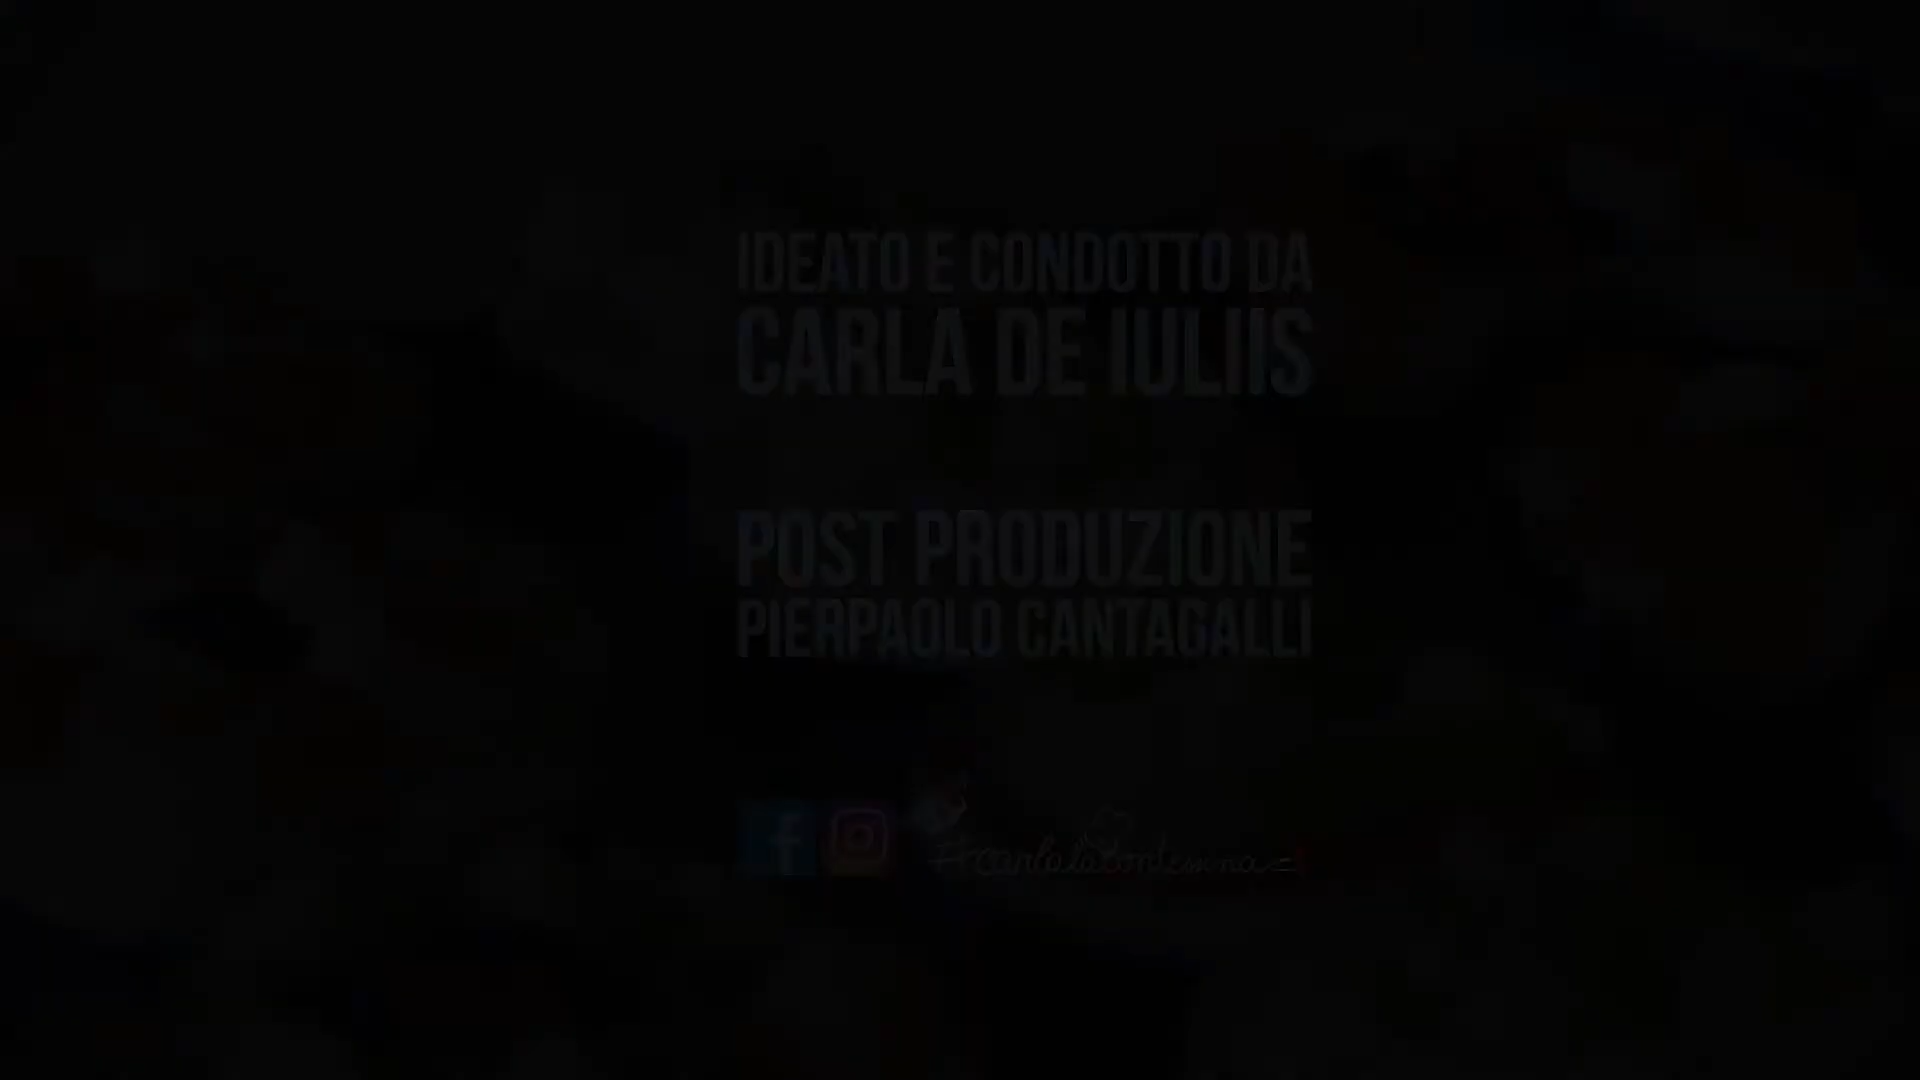 IDEATO E CONDOTTO DA
CARLA DE IULIIS
POST PRODUZIONE
PIERPAOLO CANTAGALLI